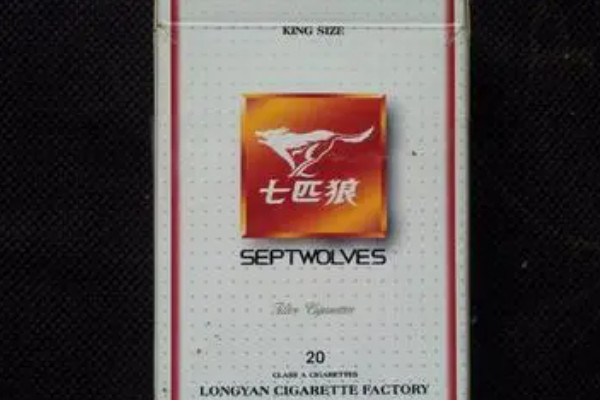 KING SIZE
七匹狼
SEPTWOLVES
Filter Cigarettes
20
CLASS A CIGARETTES
LONGYAN CIGARETTE FACTORY